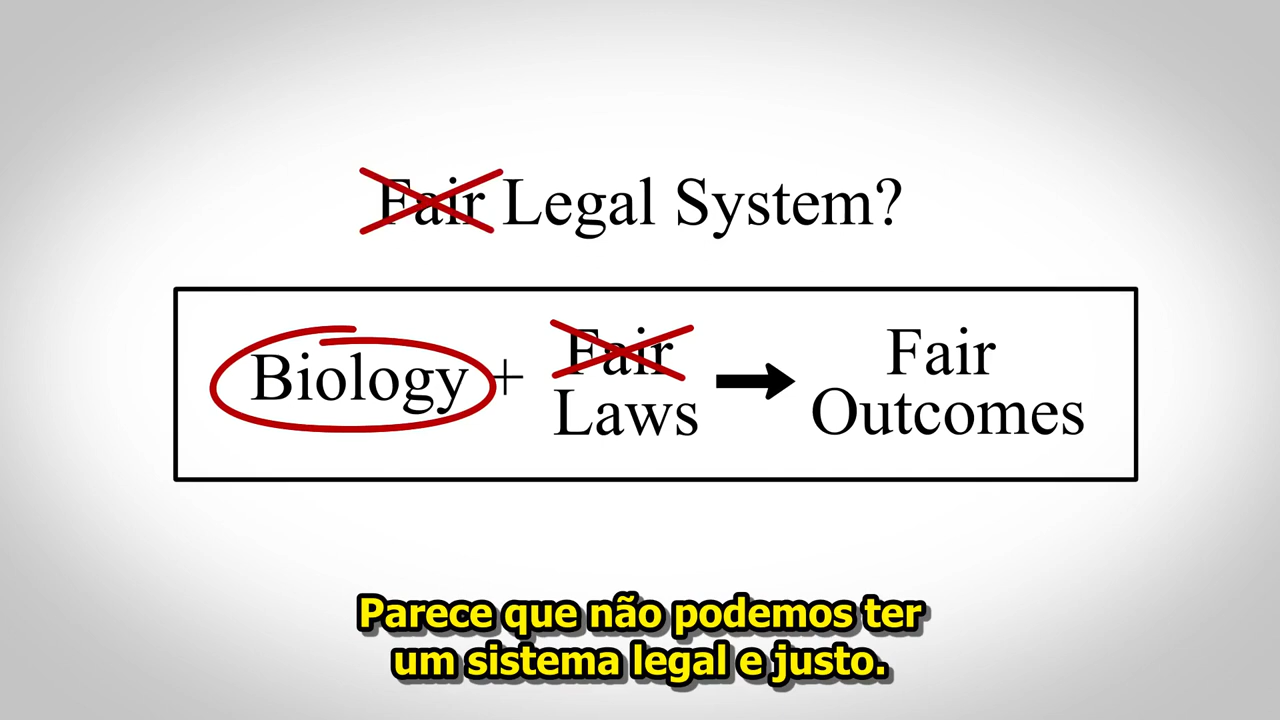 Fair Legal System?
Biology + Fair Laws → Fair Outcomes
Parece que não podemos ter
um sistema legal e justo.